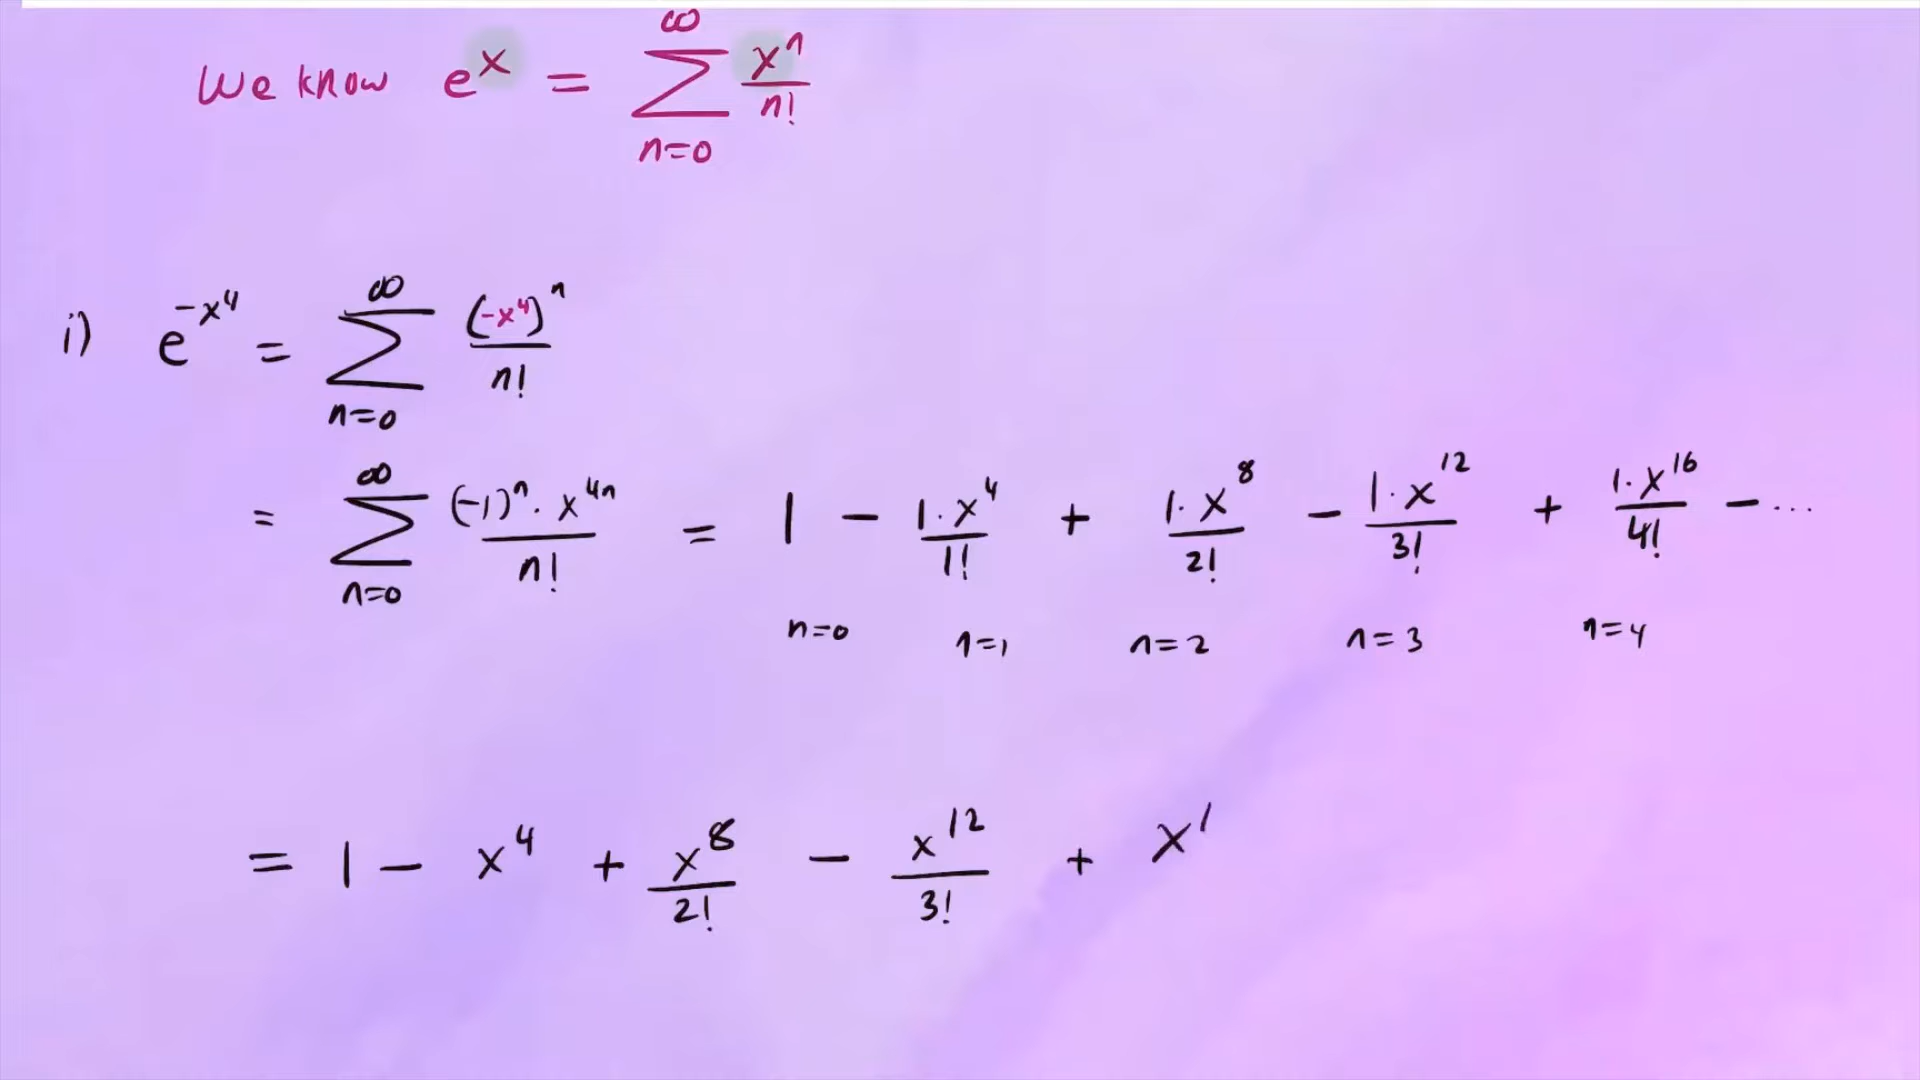 We know e^x = ∑_{n=0}^{∞} x^n/n!
i) e^{-x^4} = ∑_{n=0}^{∞} (-x^4)^n/n!
= ∑_{n=0}^{∞} (-1)^n · x^{4n}/n! = 1 - 1·x^4/1! + 1·x^8/2! - 1·x^{12}/3! + 1·x^{16}/4! - ...
n=0 n=1 n=2 n=3 n=4
= 1 - x^4 + x^8/2! - x^{12}/3! + x^1